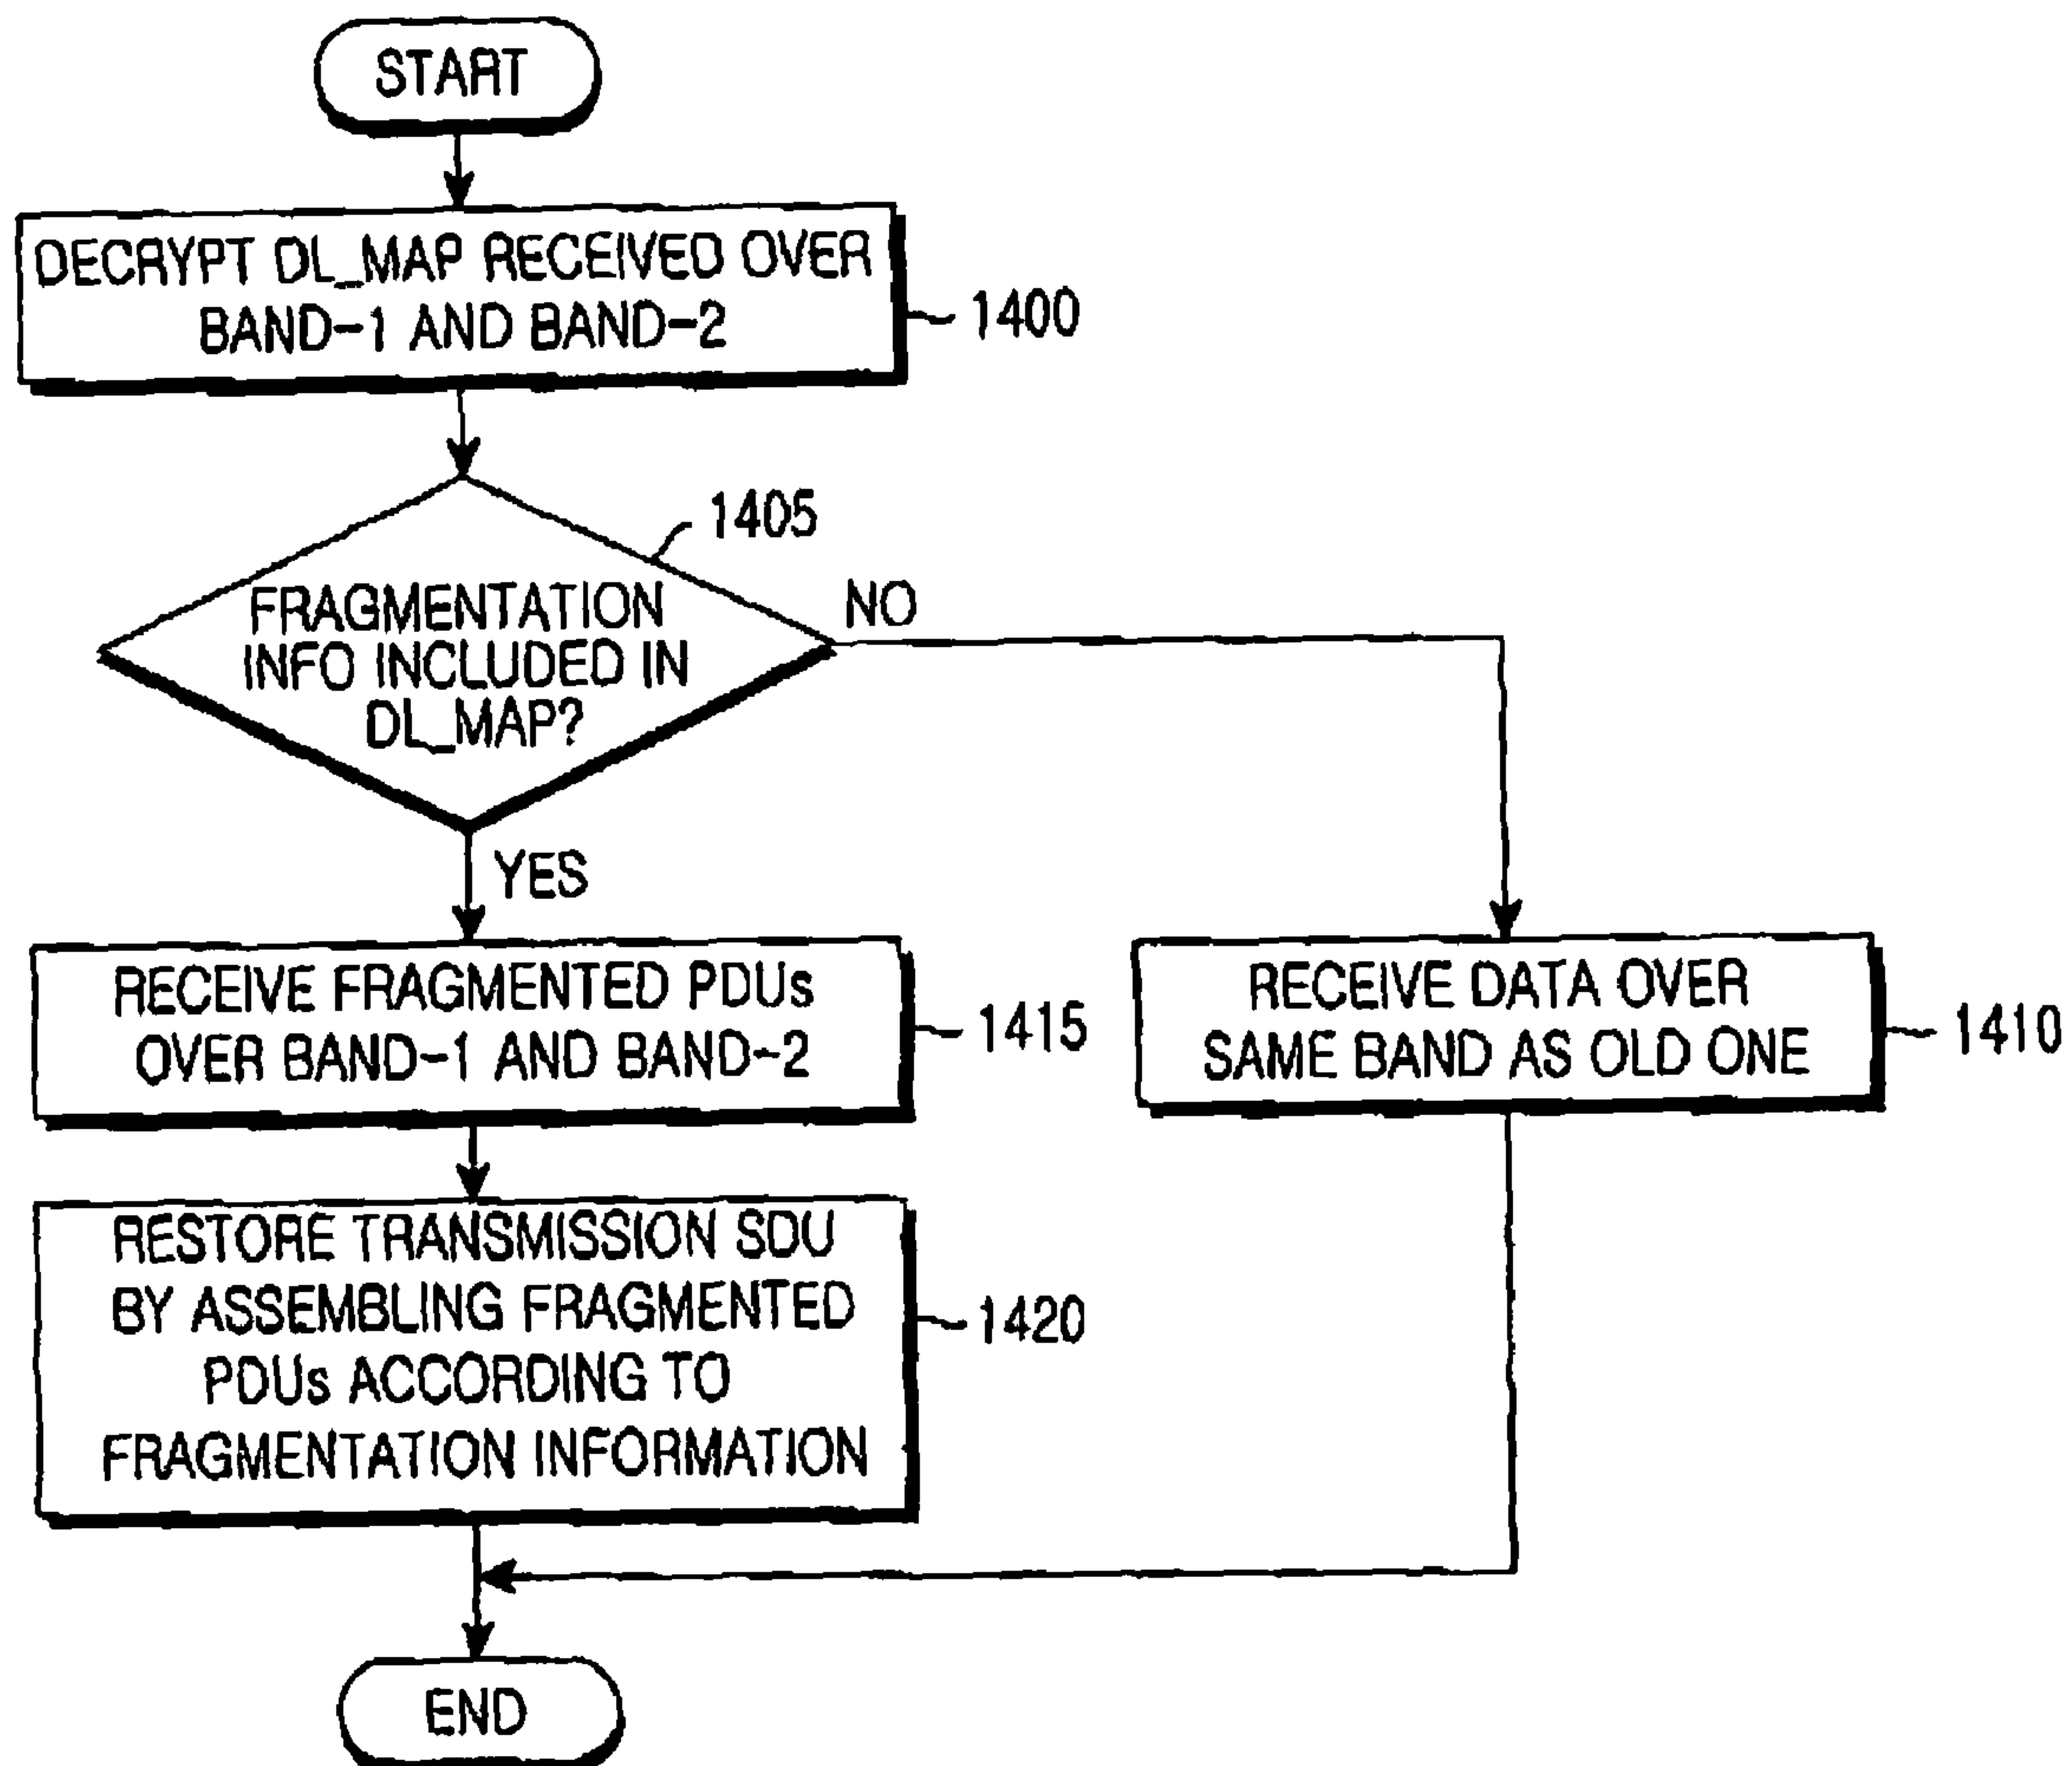 START
DECRYPT DL_MAP RECEIVED OVER
BAND-1 AND BAND-2
1400
1405
FRAGMENTATION
INFO INCLUDED IN
DL_MAP?
NO
YES
RECEIVE FRAGMENTED PDUs
OVER BAND-1 AND BAND-2
1415
RECEIVE DATA OVER
SAME BAND AS OLD ONE
1410
RESTORE TRANSMISSION SDU
BY ASSEMBLING FRAGMENTED
PDUs ACCORDING TO
FRAGMENTATION INFORMATION
1420
END